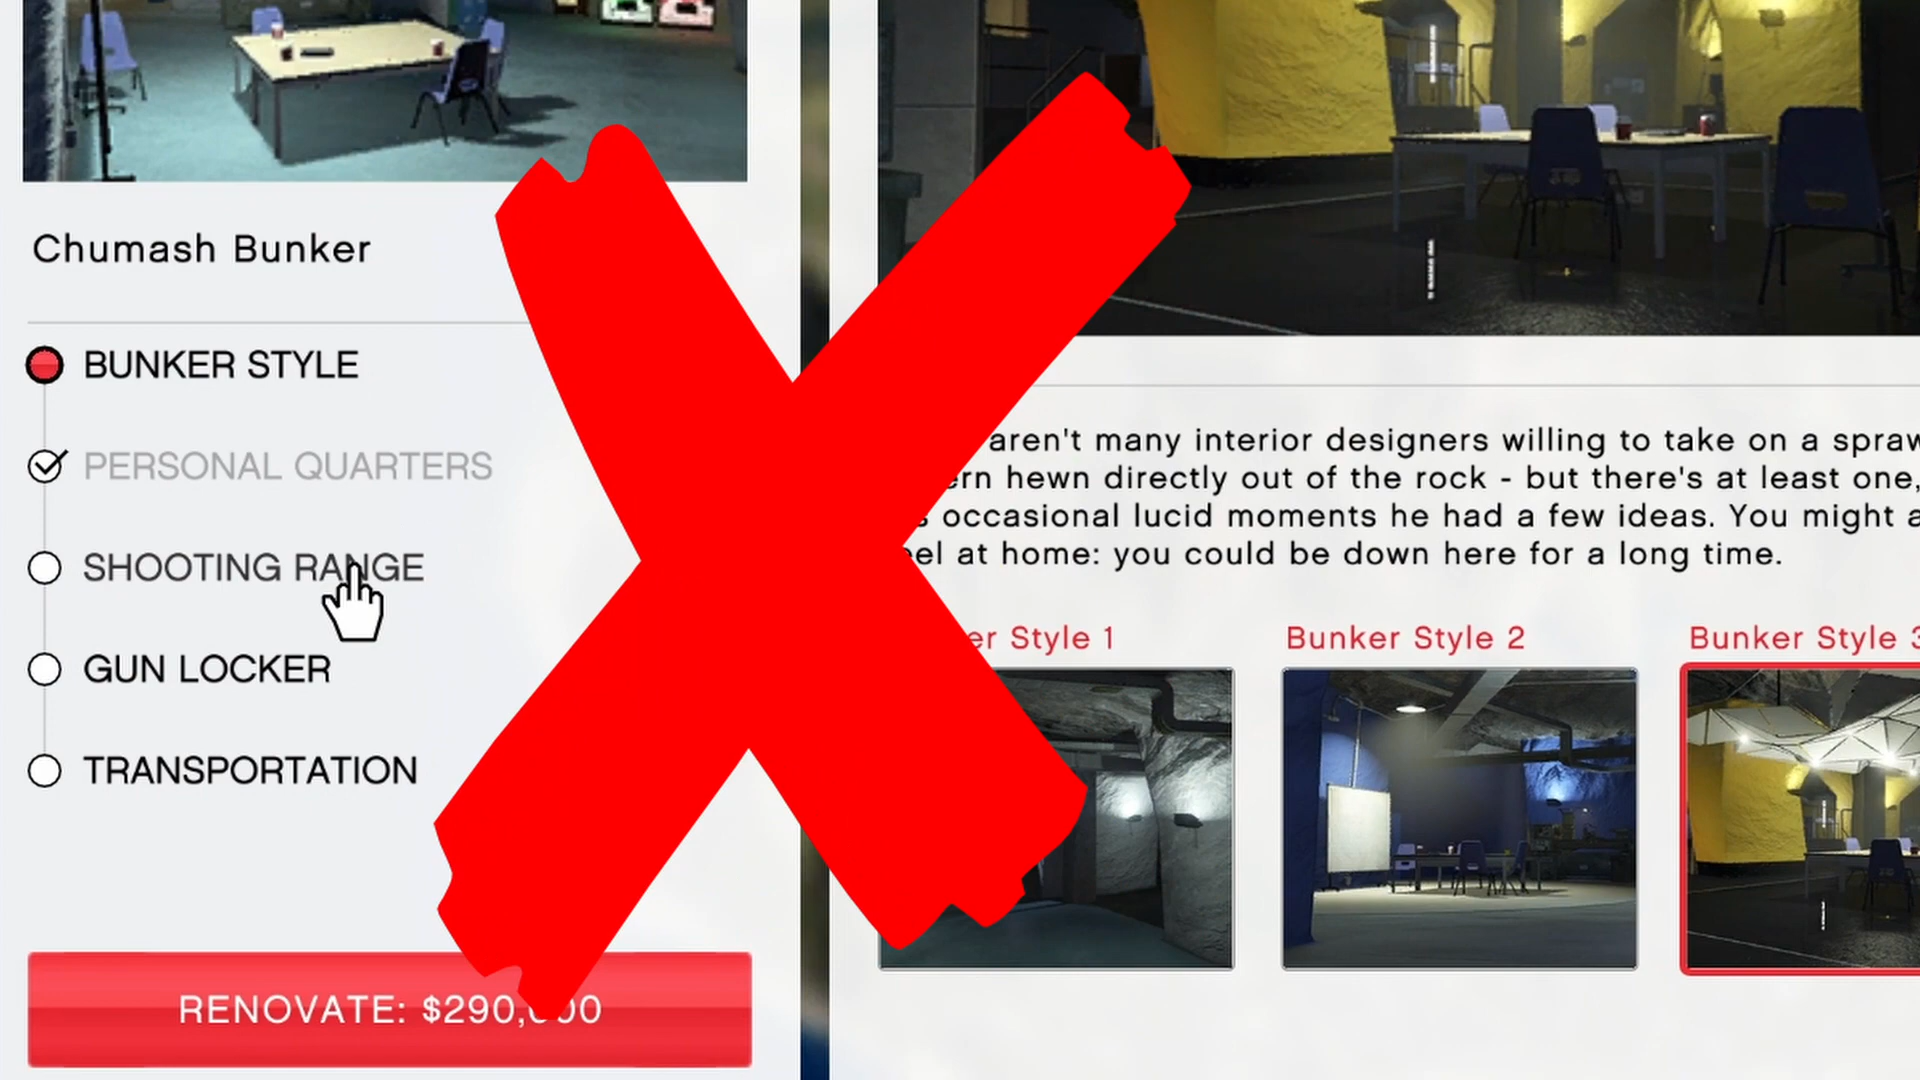 Chumash Bunker
BUNKER STYLE
PERSONAL QUARTERS
SHOOTING RANGE
GUN LOCKER
TRANSPORTATION
RENOVATE: $290,000
aren't many interior designers willing to take on a
hewn directly out of the rock - but there's at least one,
occasional lucid moments he had a few ideas. You might
at home: you could be down here for a long time.
Style 1
Bunker Style 2
Bunker Style 3